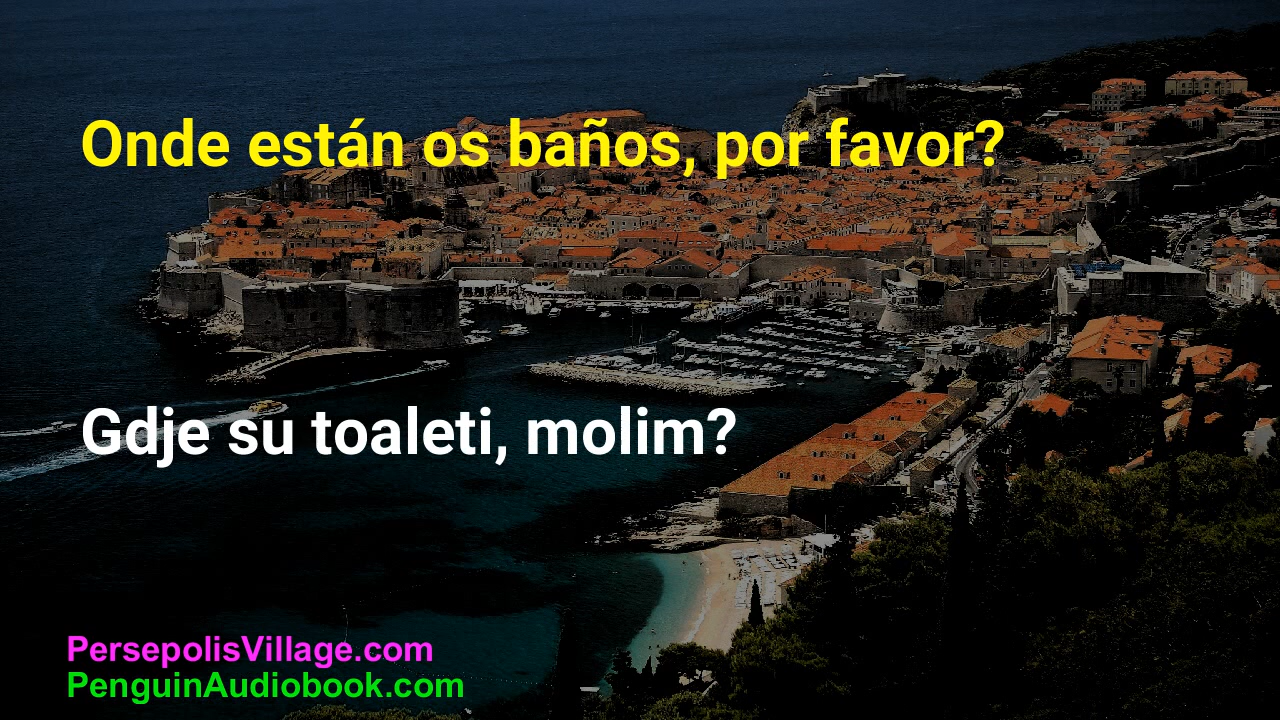 Onde están os baños, por favor?
Gdje su toaleti, molim?
PersepolisVillage.com
PenguinAudiobook.com